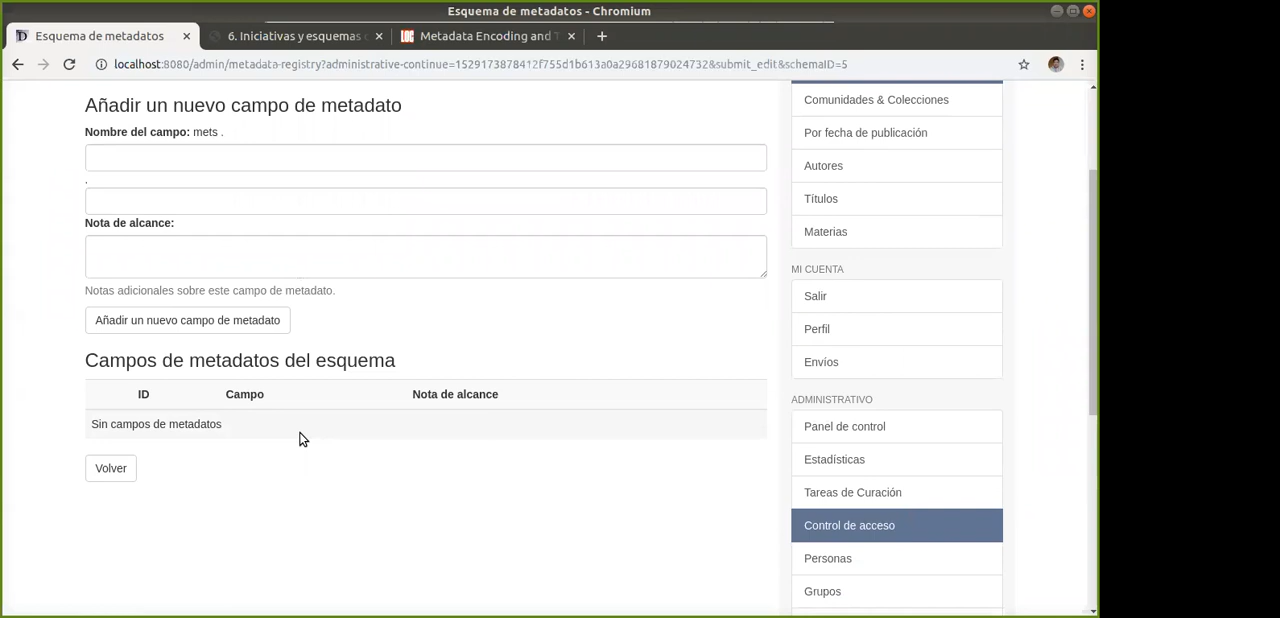 Esquema de metadatos - Chromium
Esquema de metadatos
6. Iniciativas y esquemas
Metadata Encoding and
localhost:8080/admin/metadata-registry?administrative-continue=1529173878412f755d1b613a0a29681879024732&submit_edit&schemaID=5
Añadir un nuevo campo de metadato
Nombre del campo: mets .
.
Nota de alcance:
Notas adicionales sobre este campo de metadato.
Añadir un nuevo campo de metadato
Campos de metadatos del esquema
ID Campo Nota de alcance
Sin campos de metadatos
Volver
Comunidades & Colecciones
Por fecha de publicación
Autores
Títulos
Materias
MI CUENTA
Salir
Perfil
Envíos
ADMINISTRATIVO
Panel de control
Estadísticas
Tareas de Curación
Control de acceso
Personas
Grupos